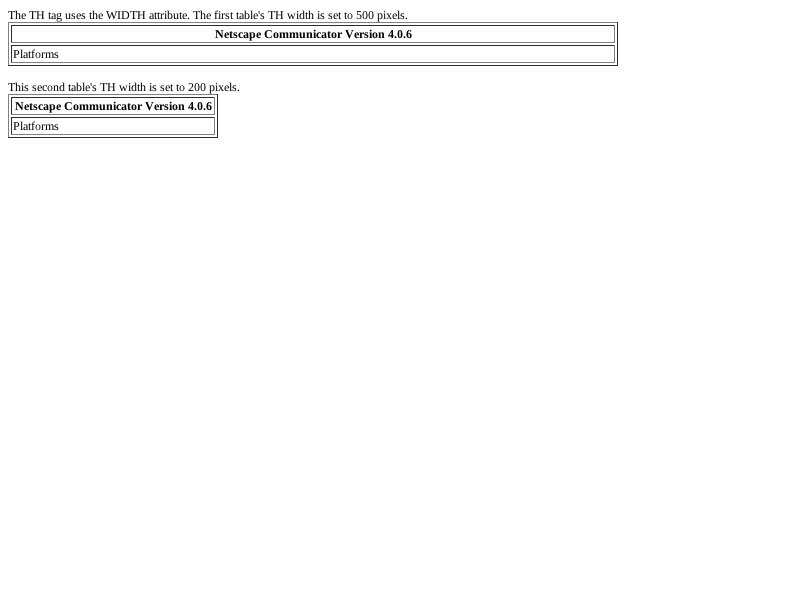 The TH tag uses the WIDTH attribute. The first table's TH width is set to 500 pixels.
Netscape Communicator Version 4.0.6
Platforms
This second table's TH width is set to 200 pixels.
Netscape Communicator Version 4.0.6
Platforms